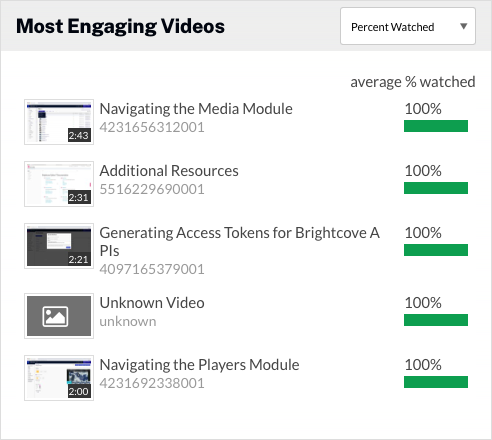 Most Engaging Videos
Percent Watched
average % watched
Navigating the Media Module
100%
4231656312001
2:43
Additional Resources
100%
5516229690001
2:31
Generating Access Tokens for Brightcove A
PIs
100%
4097165379001
2:21
Unknown Video
100%
unknown
Navigating the Players Module
100%
4231692338001
2:00